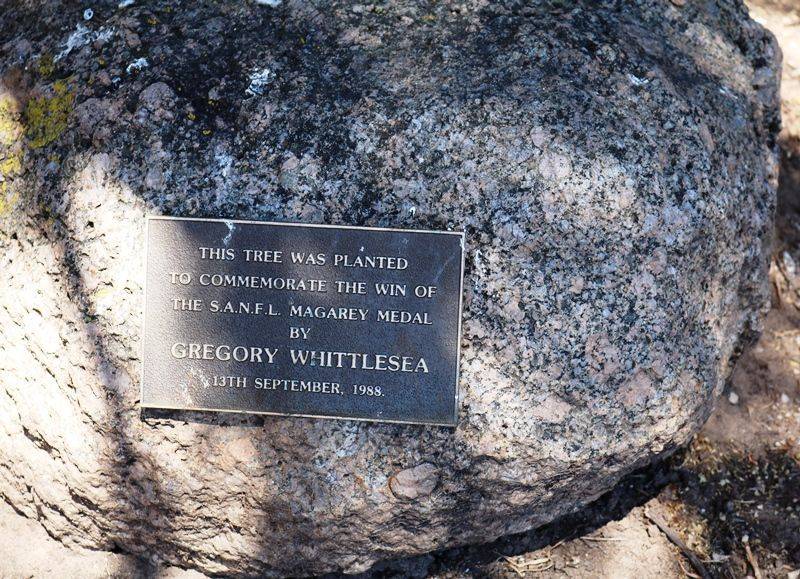 THIS TREE WAS PLANTED
TO COMMEMORATE THE WIN OF
THE S.A.N.F.L. MAGAREY MEDAL
BY
GREGORY WHITTLESEA
13TH SEPTEMBER, 1988.